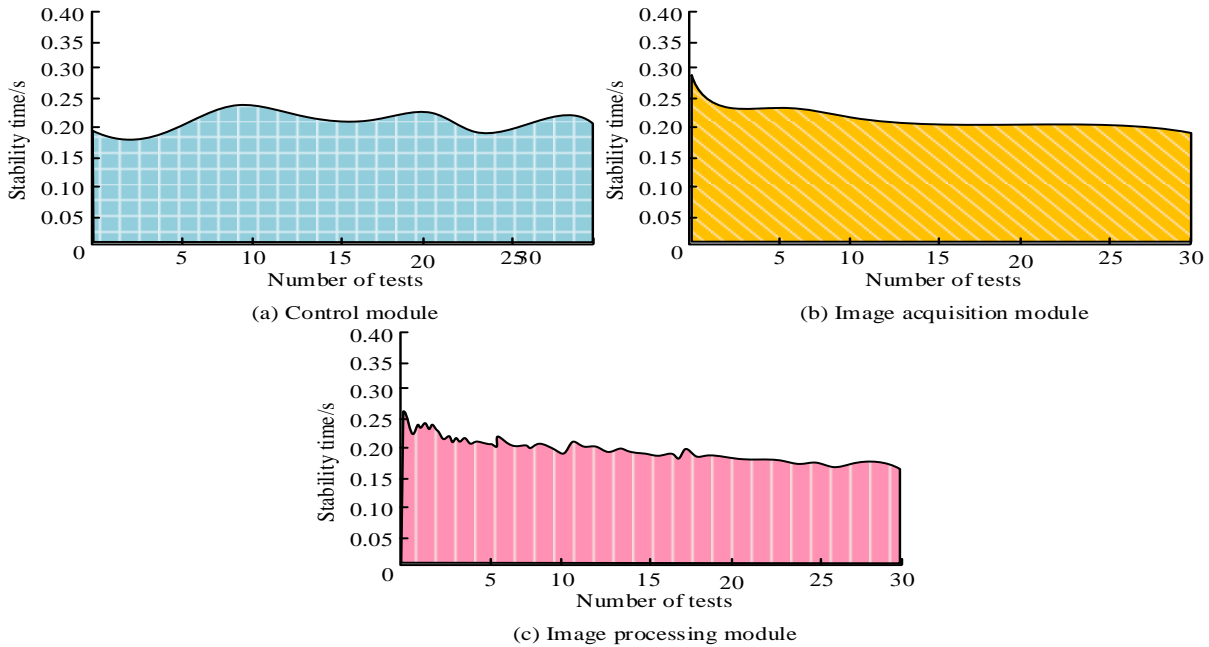 0.40
0.35
0.30
0.25
0.20
0.15
0.10
0.05
0
Stability time/s
5 10 15 20 25 30
Number of tests
(a) Control module
0.40
0.35
0.30
0.25
0.20
0.15
0.10
0.05
0
Stability time/s
5 10 15 20 25 30
Number of tests
(b) Image acquisition module
0.40
0.35
0.30
0.25
0.20
0.15
0.10
0.05
0
Stability time/s
5 10 15 20 25 30
Number of tests
(c) Image processing module